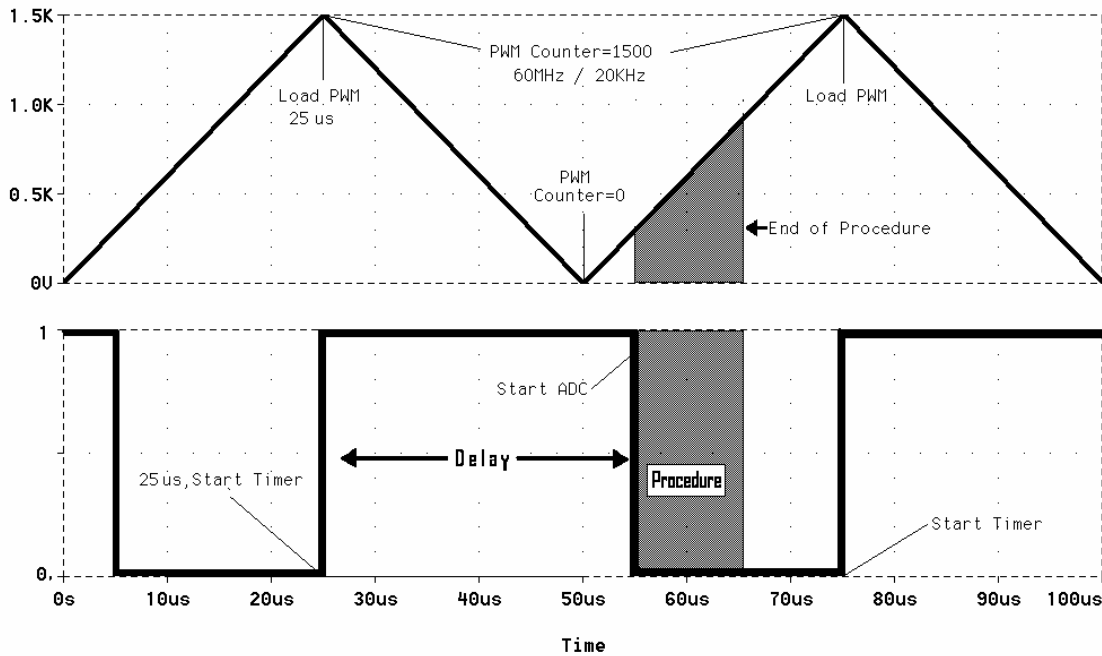 1.5K
PWM Counter=1500
60MHz / 20KHz
Load PWM
25us
Load PWM
1.0K
PWM
Counter=0
0.5K
End of Procedure
0V
1
Start ADC
Delay
25us,Start Timer
Procedure
Start Timer
0,
0s 10us 20us 30us 40us 50us 60us 70us 80us 90us 100us
Time